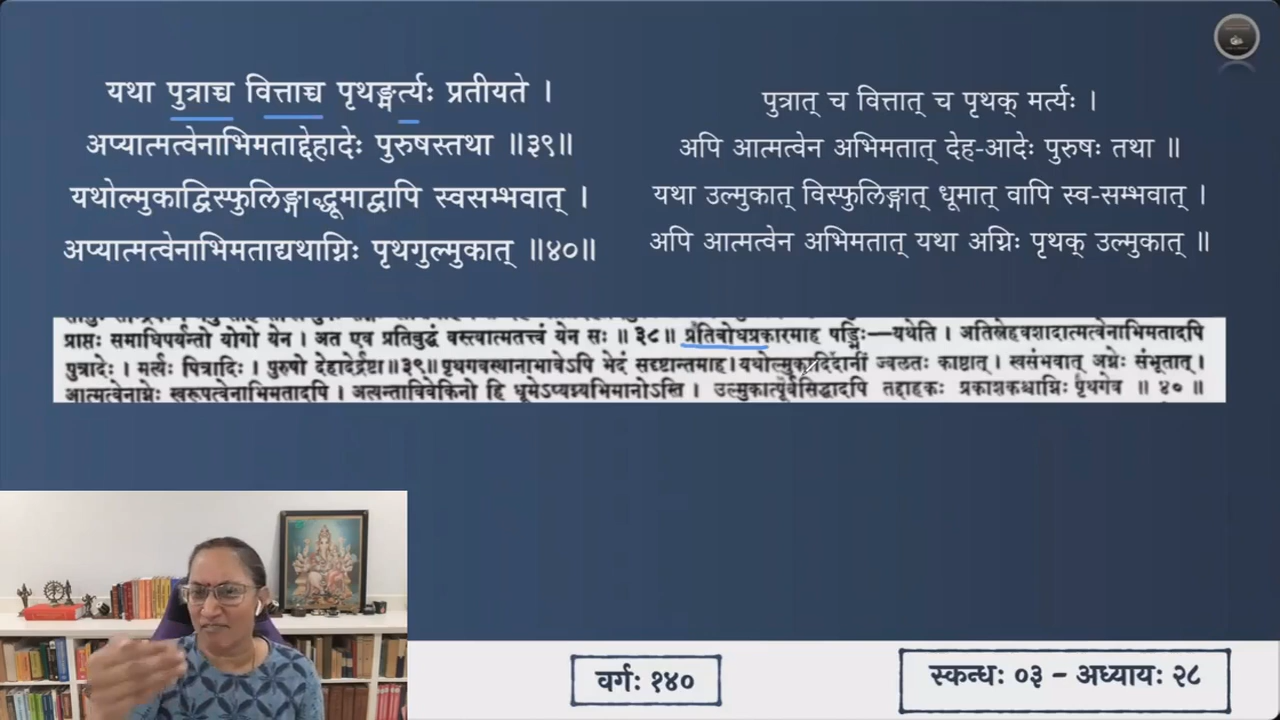 यथा पुत्राच्च वित्ताच्च पृथङ्मर्त्यः प्रतीयते ।
अप्यात्मत्वेनाभिमताद्देहादेः पुरुषस्तथा ॥३९॥
यथोल्मुकाद्विस्फुलिङ्गाद्धूमाद्वापि स्वसम्भवात् ।
अप्यात्मत्वेनाभिमताद्यथाग्निः पृथगुल्मुकात् ॥४०॥
पुत्रात् च वित्तात् च पृथक् मर्त्यः ।
अपि आत्मत्वेन अभिमतात् देह-आदेः पुरुषः तथा ॥
यथा उल्मुकात् विस्फुलिङ्गात् धूमात् वापि स्व-सम्भवात् ।
अपि आत्मत्वेन अभिमतात् यथा अग्निः पृथक् उल्मुकात् ॥
प्राप्तः समाधिपर्यन्तो योगो येन । अत एव प्रतिबुद्धं वस्त्वात्मतत्त्वं येन सः ॥ ३८॥ प्रतिबोधप्रकारमाह षड्भिः—यथेति । अतिस्नेहवशादात्मत्वेनाभिमतादपि
पुत्रादेः । मर्त्यः पित्रादिः । पुरुषो देहादेर्द्रष्टा॥३९॥ पृथगवस्थानाभावेऽपि भेदं सदृष्टान्तमाह। यथोल्मुकादिदानीं ज्वलतः काष्ठात् । स्वसंभवात् अग्नेः संभूतात्।
आत्मत्वेनाग्नेः स्वरूपत्वेनाभिमतादपि । अत्यन्ताविवेकिनो हि धूमेऽप्यग्न्यभिमानोऽस्ति । उल्मुकात्पूर्वसिद्धादपि तद्दाहकः प्रकाशकश्चाग्निः पृथगेव ॥ ४० ॥
वर्गः १४०
स्कन्धः ०३ - अध्यायः २८